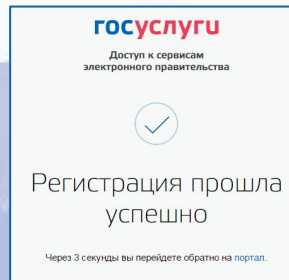 госуслуги
Доступ к сервисам
электронного правительства
Регистрация прошла
успешно
Через 3 секунды вы перейдете обратно на портал.